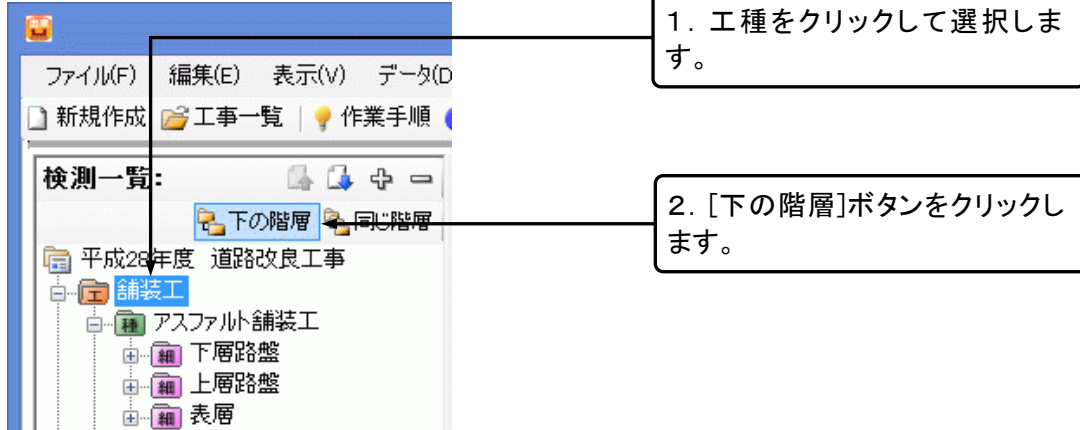 1. 工種をクリックして選択しま
す。
ファイル(F) 編集(E) 表示(V) データ(D
新規作成 工事一覧 作業手順
検測一覧:
2. [下の階層]ボタンをクリックし
ます。
下の階層 同じ階層
平成28年度 道路改良工事
工 舗装工
種 アスファルト舗装工
細 下層路盤
細 上層路盤
細 表層